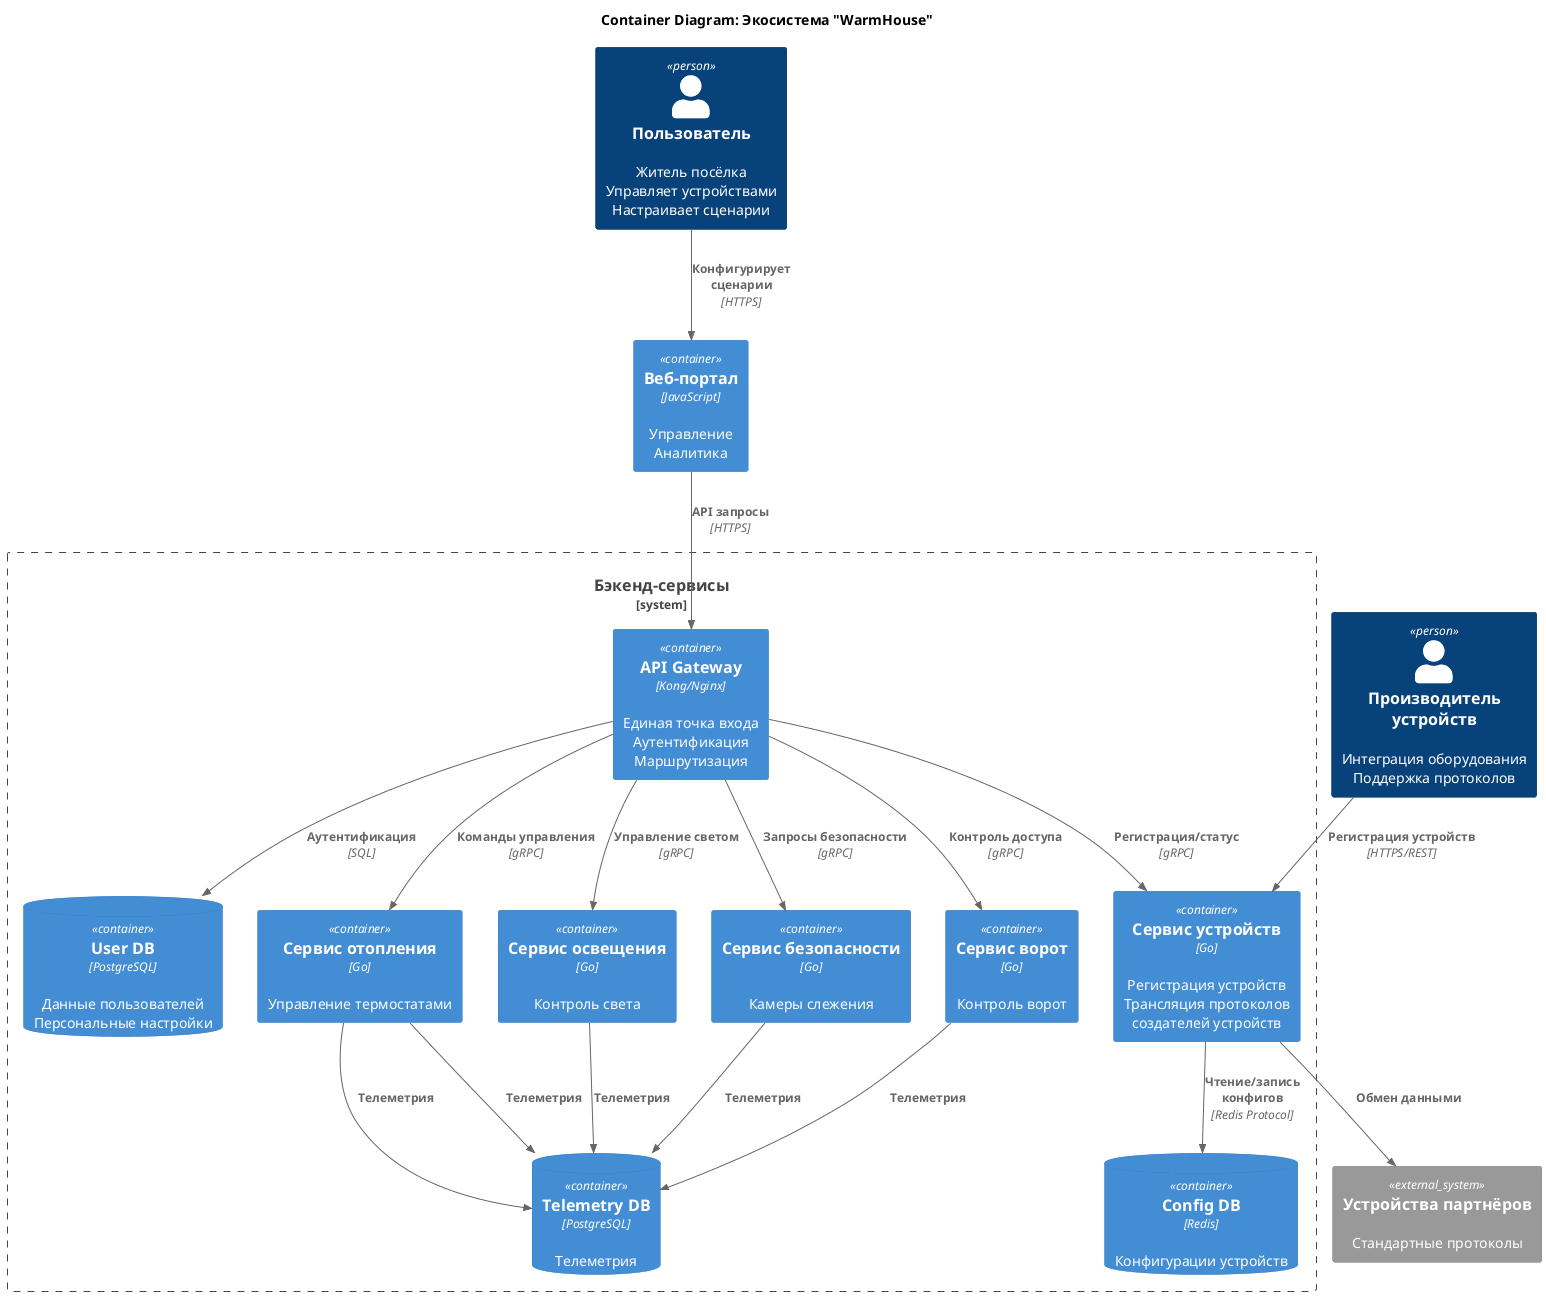 Container Diagram: Экосистема "WarmHouse"
«person»
Пользователь
Житель посёлка
Управляет устройствами
Настраивает сценарии
Конфигурирует
сценарии
[HTTPS]
«container»
Веб-портал
[JavaScript]
Управление
Аналитика
API запросы
[HTTPS]
Бэкенд-сервисы
[system]
«container»
API Gateway
[Kong/Nginx]
Единая точка входа
Аутентификация
Маршрутизация
«person»
Производитель
устройств
Интеграция оборудования
Поддержка протоколов
Аутентификация
[SQL]
Команды управления
[gRPC]
Управление светом
[gRPC]
Запросы безопасности
[gRPC]
Контроль доступа
[gRPC]
Регистрация/статус
[gRPC]
Регистрация устройств
[HTTPS/REST]
«container»
User DB
[PostgreSQL]
Данные пользователей
Персональные настройки
«container»
Сервис отопления
[Go]
Управление термостатами
«container»
Сервис освещения
[Go]
Контроль света
«container»
Сервис безопасности
[Go]
Камеры слежения
«container»
Сервис ворот
[Go]
Контроль ворот
«container»
Сервис устройств
[Go]
Регистрация устройств
Трансляция протоколов
создателей устройств
Телеметрия
Телеметрия
Телеметрия
Телеметрия
Телеметрия
Чтение/запись
конфигов
[Redis Protocol]
Обмен данными
«container»
Telemetry DB
[PostgreSQL]
Телеметрия
«container»
Config DB
[Redis]
Конфигурации устройств
«external_system»
Устройства партнёров
Стандартные протоколы